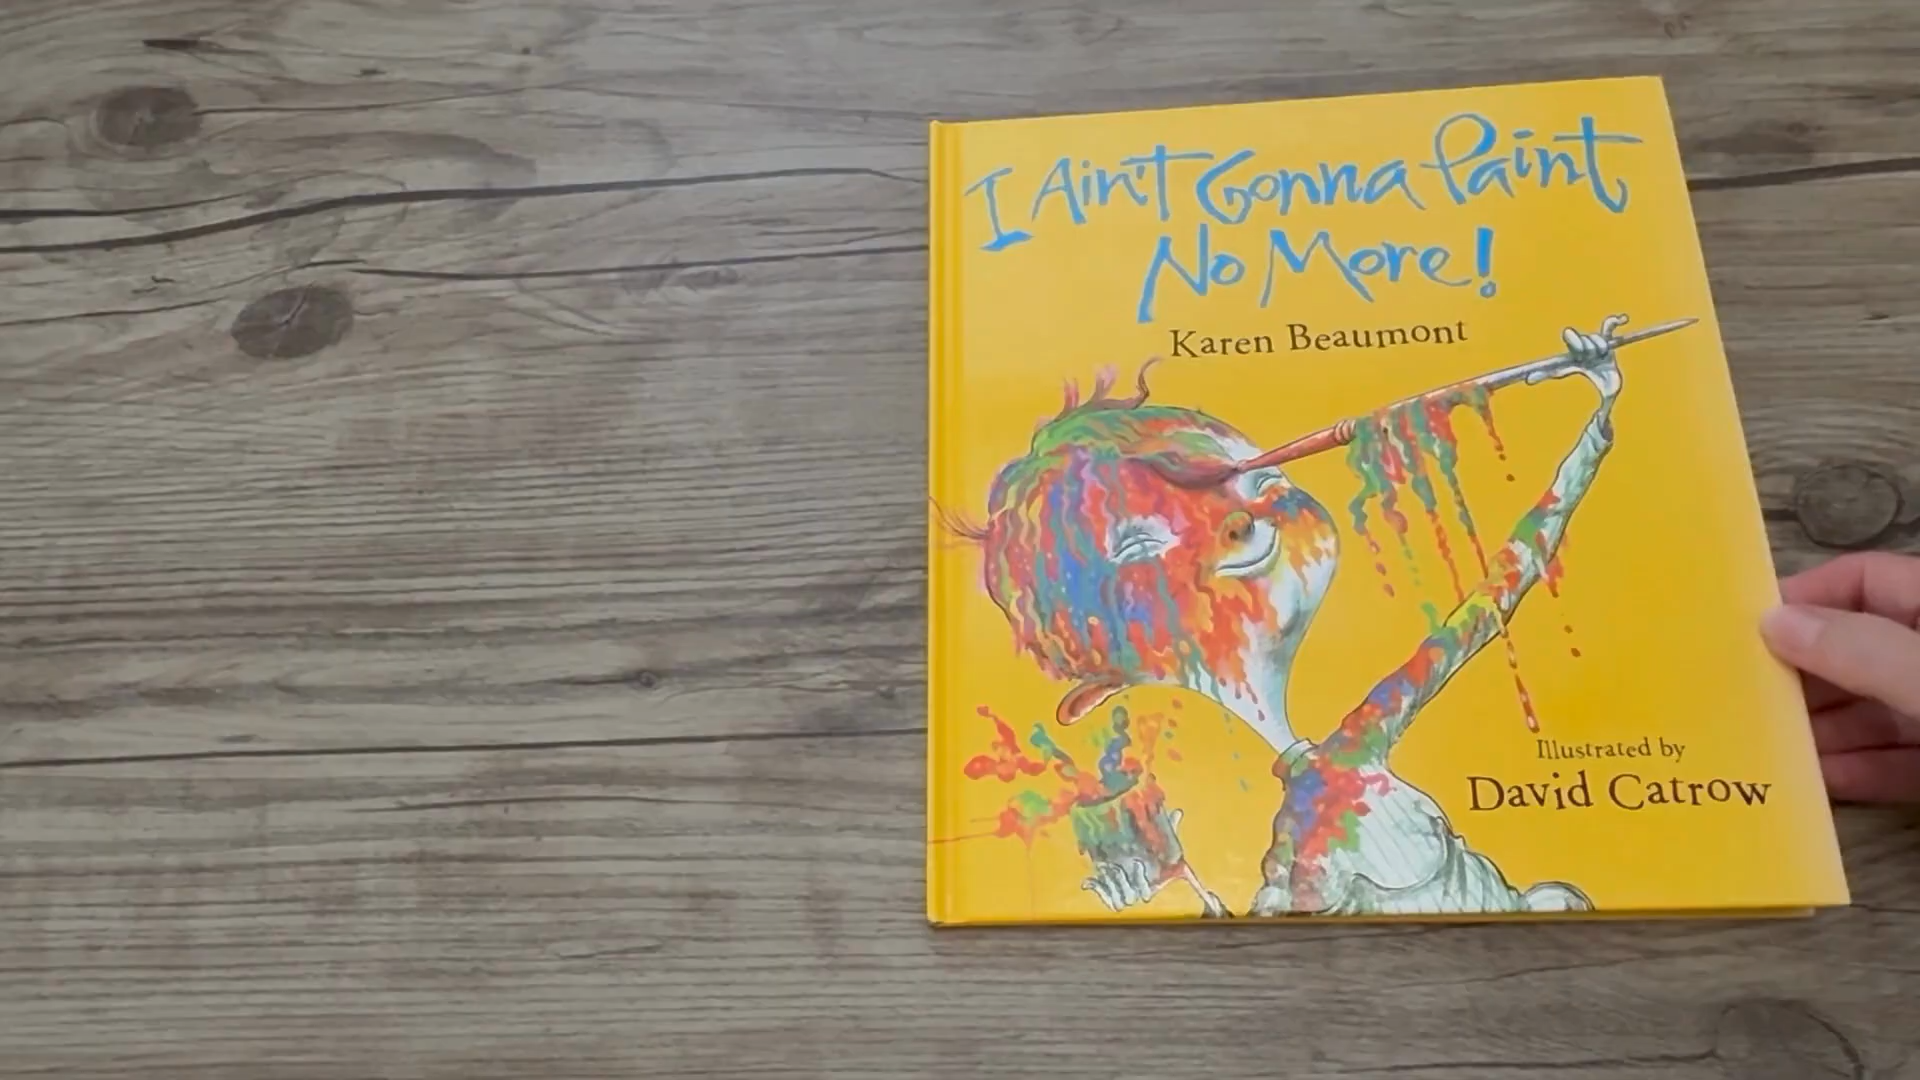 I Ain't Gonna Paint
No More!
Karen Beaumont
Illustrated by
David Catrow